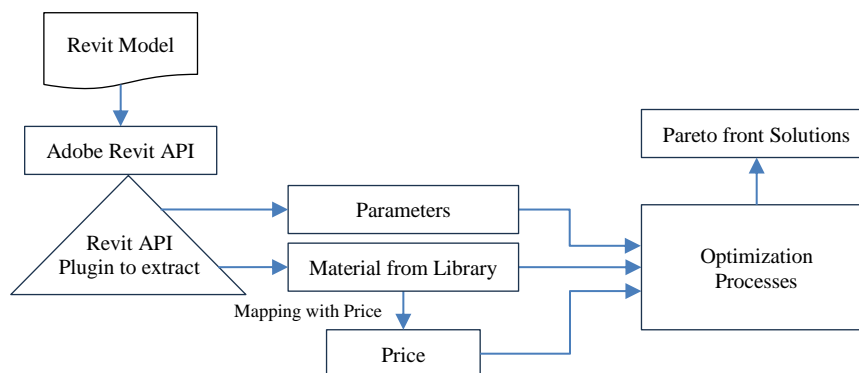 Revit Model
Adobe Revit API
Revit API
Plugin to extract
Parameters
Material from Library
Mapping with Price
Price
Pareto front Solutions
Optimization
Processes